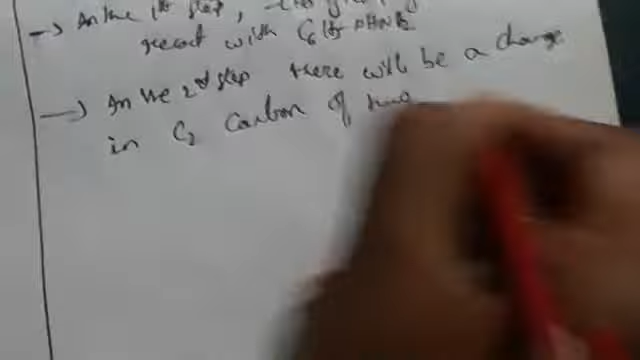 → In the 1st step,
react with C6H5NHNH2
→ In the 2nd step there will be a change
in C2 Carbon of